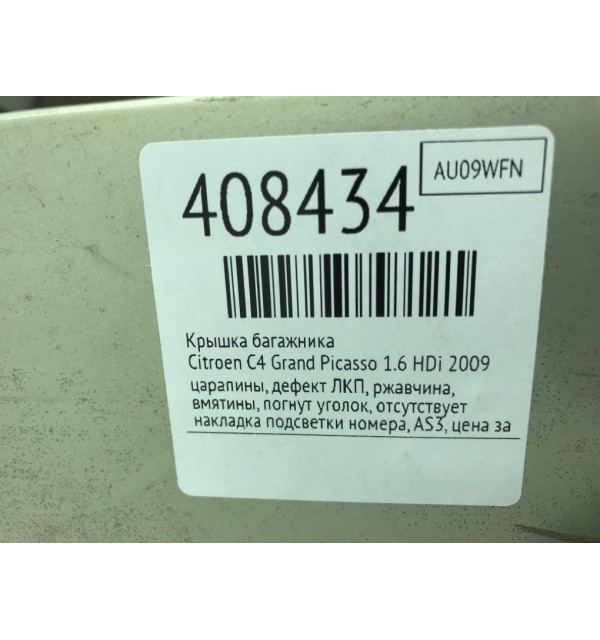 408434
AU09WFN
Крышка багажника
Citroen C4 Grand Picasso 1.6 HDi 2009
царапины, дефект ЛКП, ржавчина,
вмятины, погнут уголок, отсутствует
накладка подсветки номера, AS3, цена за